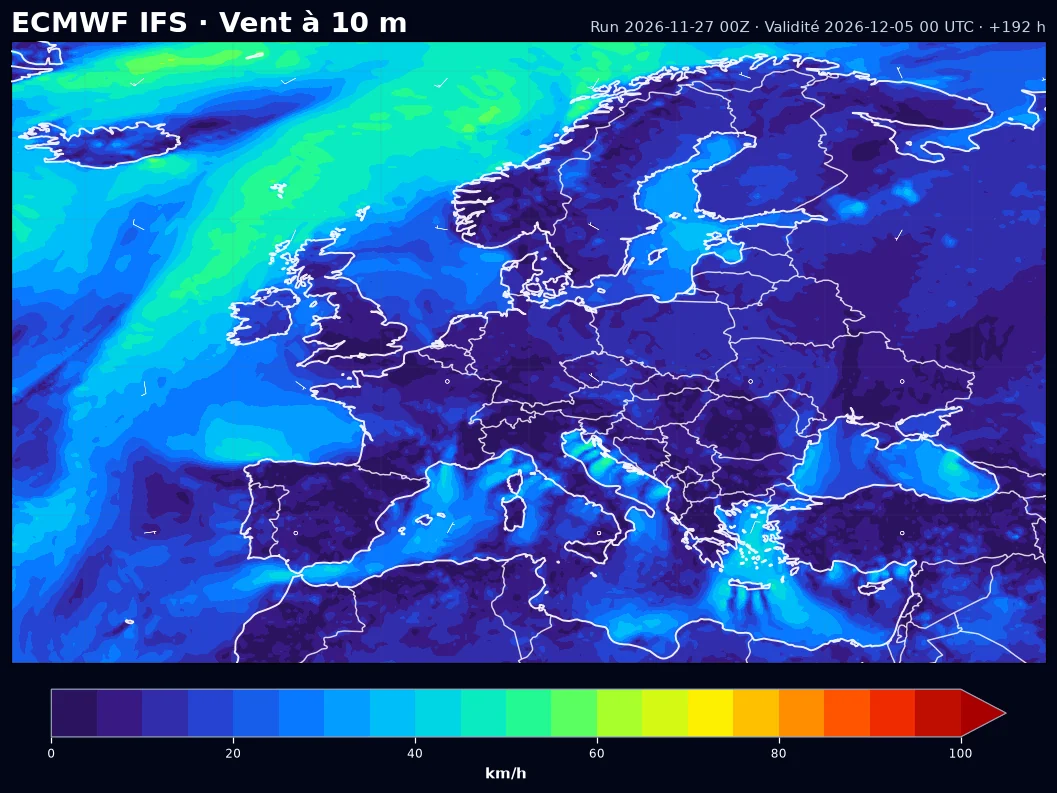 ECMWF IFS · Vent à 10 m
Run 2026-11-27 00Z · Validité 2026-12-05 00 UTC · +192 h
0 20 40 60 80 100
km/h